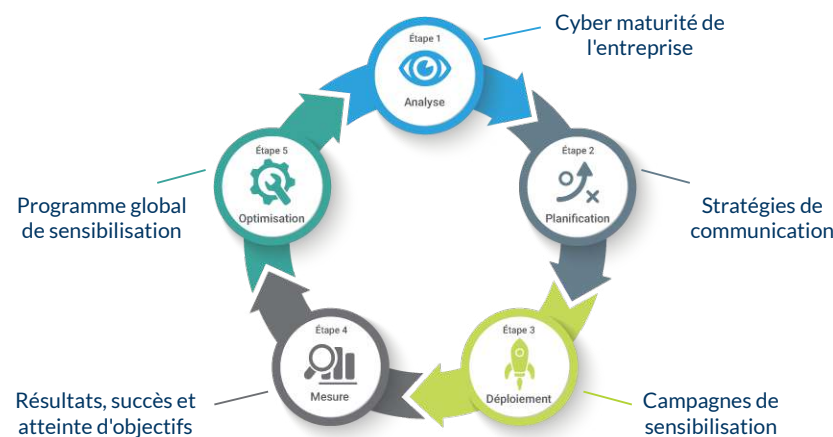 Étape 1
Analyse
Cyber maturité de
l'entreprise
Étape 2
Planification
Stratégies de
communication
Étape 3
Déploiement
Campagnes de
sensibilisation
Étape 4
Mesure
Résultats, succès et
atteinte d'objectifs
Étape 5
Optimisation
Programme global
de sensibilisation